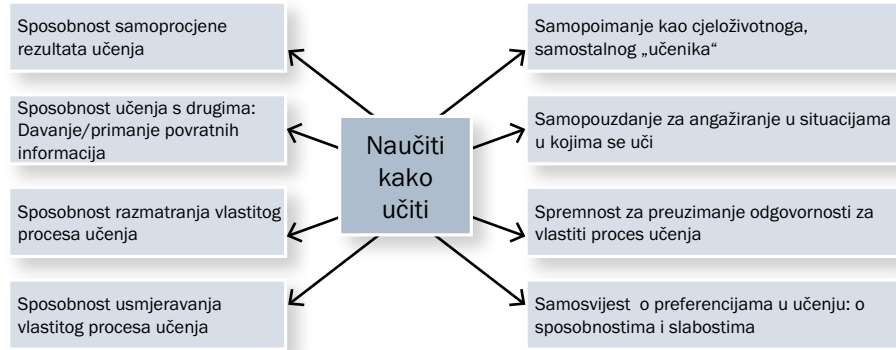 Sposobnost samoprocjene
rezultata učenja
Sposobnost učenja s drugima:
Davanje/primanje povratnih
informacija
Sposobnost razmatranja vlastitog
procesa učenja
Sposobnost usmjeravanja
vlastitog procesa učenja
Naučiti
kako
učiti
Samopoimanje kao cjeloživotnoga,
samostalnog „učenika“
Samopouzdanje za angažiranje u situacijama
u kojima se uči
Spremnost za preuzimanje odgovornosti za
vlastiti proces učenja
Samosvijest o preferencijama u učenju: o
sposobnostima i slabostima